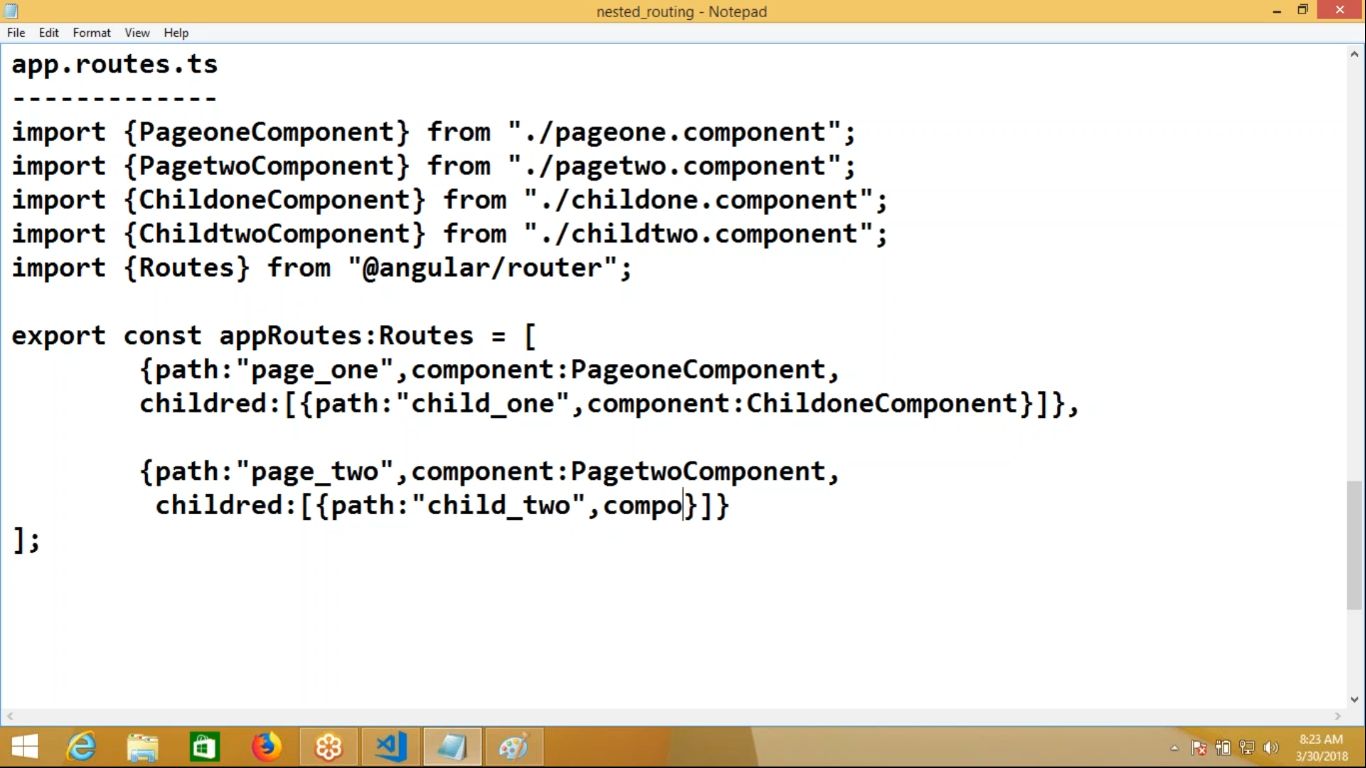 nested_routing - Notepad
File Edit Format View Help
app.routes.ts
-------------
import {PageoneComponent} from "./pageone.component";
import {PagetwoComponent} from "./pagetwo.component";
import {ChildoneComponent} from "./childone.component";
import {ChildtwoComponent} from "./childtwo.component";
import {Routes} from "@angular/router";
export const appRoutes:Routes = [
{path:"page_one",component:PageoneComponent,
childred:[{path:"child_one",component:ChildoneComponent}]},
{path:"page_two",component:PagetwoComponent,
childred:[{path:"child_two",compo}]}
];
8:23 AM
3/30/2018